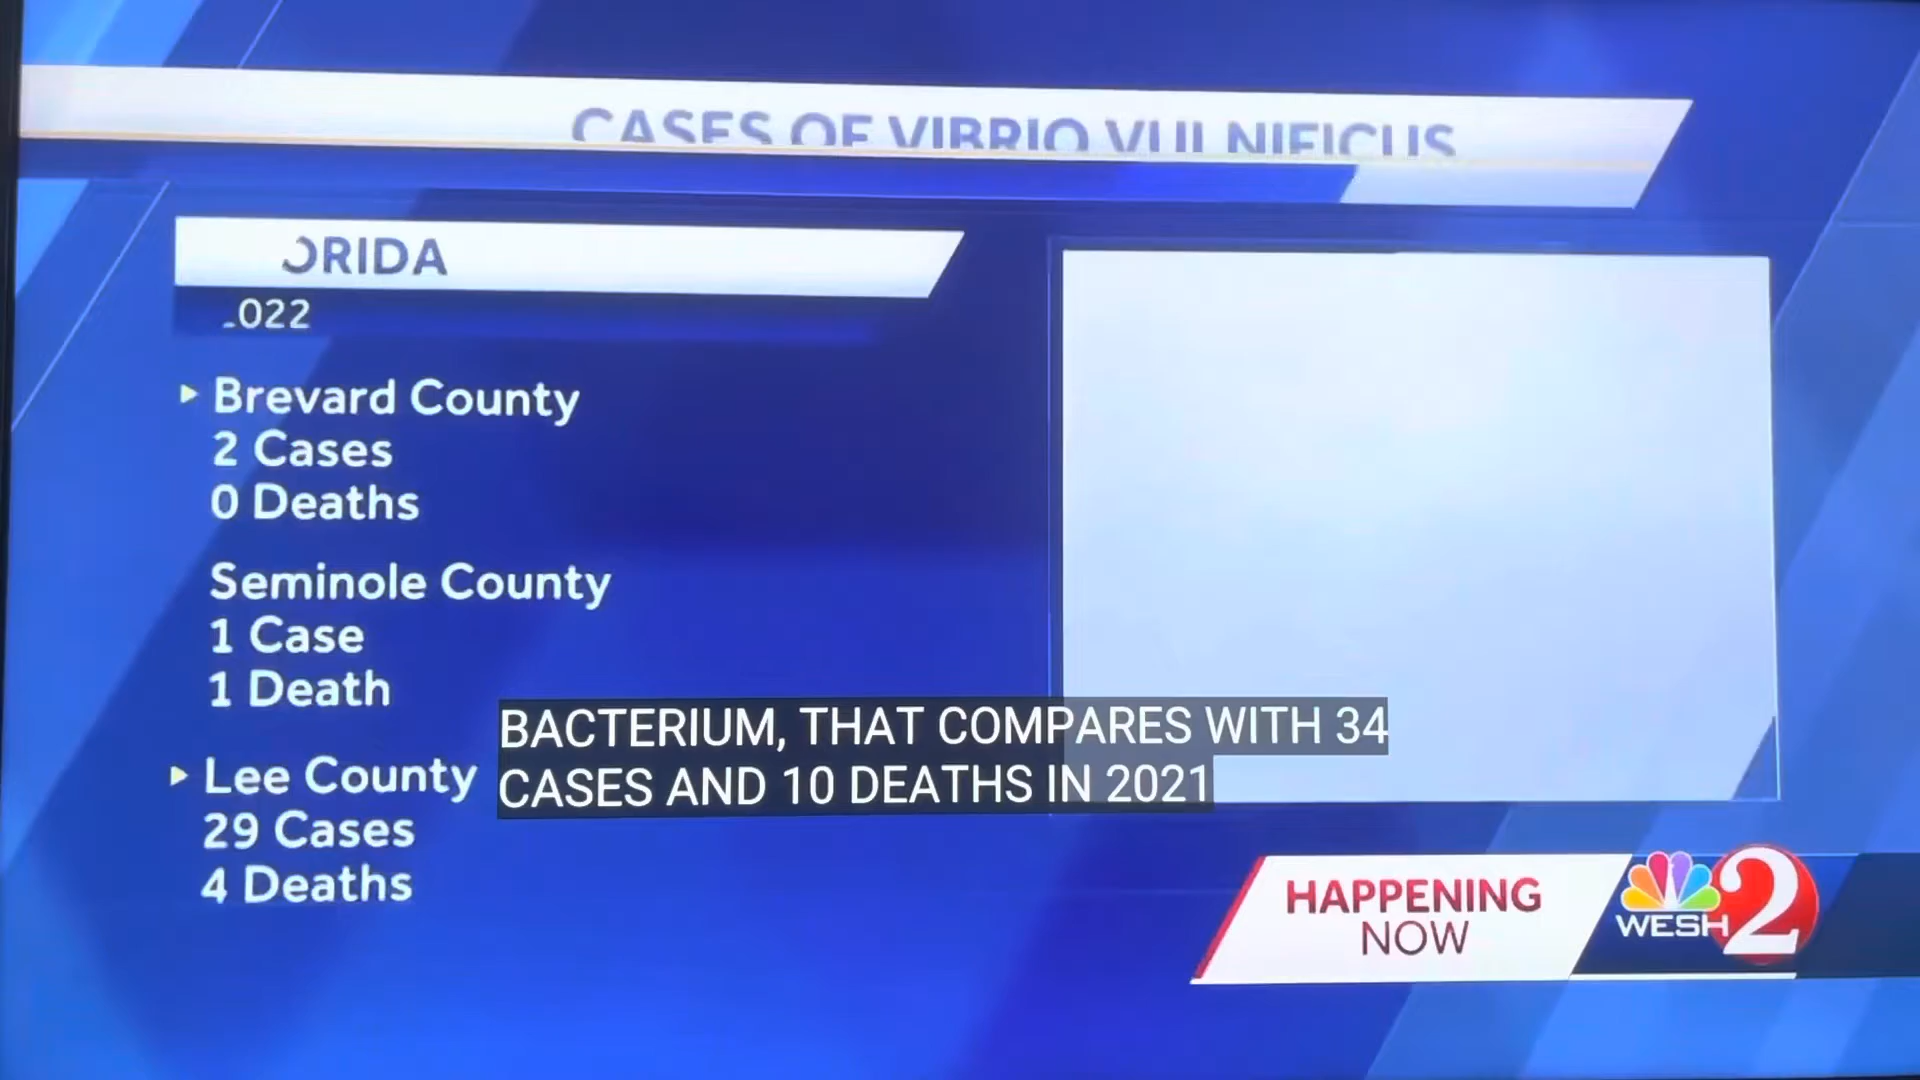 CASES OF VIBRIO VULNIFICUS
ORIDA
022
Brevard County
2 Cases
0 Deaths
Seminole County
1 Case
1 Death
Lee County
29 Cases
4 Deaths
BACTERIUM, THAT COMPARES WITH 34
CASES AND 10 DEATHS IN 2021
HAPPENING
NOW
WESH 2